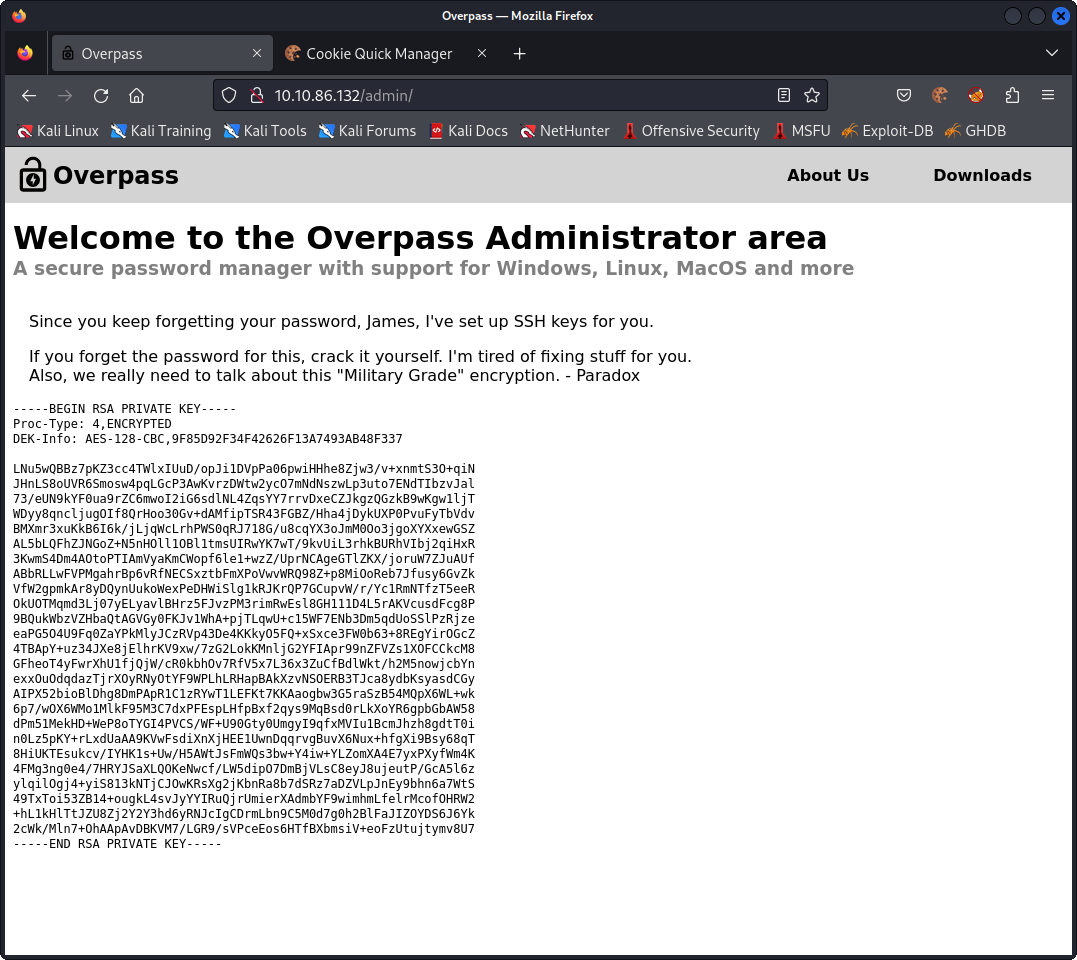 Overpass — Mozilla Firefox
Overpass
Cookie Quick Manager
10.10.86.132/admin/
Kali Linux Kali Training Kali Tools Kali Forums Kali Docs NetHunter Offensive Security MSFU Exploit-DB GHDB
Overpass About Us Downloads
Welcome to the Overpass Administrator area
A secure password manager with support for Windows, Linux, MacOS and more
Since you keep forgetting your password, James, I've set up SSH keys for you.
If you forget the password for this, crack it yourself. I'm tired of fixing stuff for you.
Also, we really need to talk about this "Military Grade" encryption. - Paradox
-----BEGIN RSA PRIVATE KEY-----
Proc-Type: 4,ENCRYPTED
DEK-Info: AES-128-CBC,9F85D92F34F42626F13A7493AB48F337
LNu5wQBBz7pKZ3cc4TWlxIUuD/opJi1DVpPa06pwiHHhe8Zjw3/v+xnmtS3O+qiN
JHnLS8oUVR6Smosw4pqLGcP3AwKvrzDWtw2ycO7mNdNszwLp3uto7ENdTIbzvJal
73/eUN9kYF0ua9rZC6mwoI2iG6sdlNL4ZqsYY7rrvDxeCZJkgzQGzkB9wKgw1ljT
WDyy8qncljugOIf8QrHoo30Gv+dAMfipTSR43FGBZ/Hha4jDykUXP0PvuFyTbVdv
BMXmr3xuKkB6I6k/jLjqWcLrhPWS0qRJ718G/u8cqYX3oJmM0Oo3jgoXYXxewGSZ
AL5bLQFhZJNGoZ+N5nHOll1OBl1tmsUIRwYK7wT/9kvUiL3rhkBURhVIbj2qiHxR
3KwmS4Dm4AOtoPTIAmVyaKmCWopf6le1+wzZ/UprNCAgeGTlZKX/joruW7ZJuAUf
ABbRLLwFVPMgahrBp6vRfNECSxztbFmXPoVwvWRQ98Z+p8MiOoReb7Jfusy6GvZk
VfW2gpmkAr8yDQynUukoWexPeDHWiSlg1kRJKrQP7GCupvW/r/Yc1RmNTfzT5eeR
OkUOTMqmd3Lj07yELyavlBHrz5FJvzPM3rimRwEsl8GH111D4L5rAKVcusdFcg8P
9BQukWbzVZHbaQtAGVGy0FKJv1WhA+pjTLqwU+c15WF7ENb3Dm5qdUoSSlPzRjze
eaPG5O4U9Fq0ZaYPkMlyJCzRVp43De4KKkyO5FQ+xSxce3FW0b63+8REgYirOGcZ
4TBApY+uz34JXe8jElhrKV9xw/7zG2LokKMnljG2YFIApr99nZFVZs1XOFCCkcM8
GFheoT4yFwrXhU1fjQjW/cR0kbhOv7RfV5x7L36x3ZuCfBdlWkt/h2M5nowjcbYn
exxOuOdqdazTjrXOyRNyOtYF9WPLhLRHapBAkXzvNSOERB3TJca8ydbKsyasdCGy
AIPX52bioBlDhg8DmPApR1C1zRYwT1LEFKt7KKAaogbw3G5raSzB54MQpX6WL+wk
6p7/wOX6WMo1MlkF95M3C7dxPFEspLHfpBxf2qys9MqBsd0rLkXoYR6gpbGbAW58
dPm51MekHD+WeP8oTYGI4PVCS/WF+U90Gty0UmgyI9qfxMVIu1BcmJhzh8gdtT0i
n0Lz5pKY+rLxdUaAA9KVwFsdiXnXjHEE1UwnDqqrvgBuvX6Nux+hfgXi9Bsy68qT
8HiUKTEsukcv/IYHK1s+Uw/H5AWtJsFmWQs3bw+Y4iw+YLZomXA4E7yxPXyfWm4K
4FMg3ng0e4/7HRYJSaXLQOKeNwcf/LW5dipO7DmBjVLsC8eyJ8ujeutP/GcA5l6z
ylqilOgj4+yiS813kNTjCJOwKRsXg2jKbnRa8b7dSRz7aDZVLpJnEy9bhn6a7WtS
49TxToi53ZB14+ougkL4svJyYYIRuQjrUmierXAdmbYF9wimhmLfelrMcofOHRW2
+hL1kHlTtJZU8Zj2Y2Y3hd6yRNJcIgCDrmLbn9C5M0d7g0h2BlFaJIZOYDS6J6Yk
2cWk/Mln7+OhAApAvDBKVM7/LGR9/sVPceEos6HTfBXbmsiV+eoFzUtujtymv8U7
-----END RSA PRIVATE KEY-----